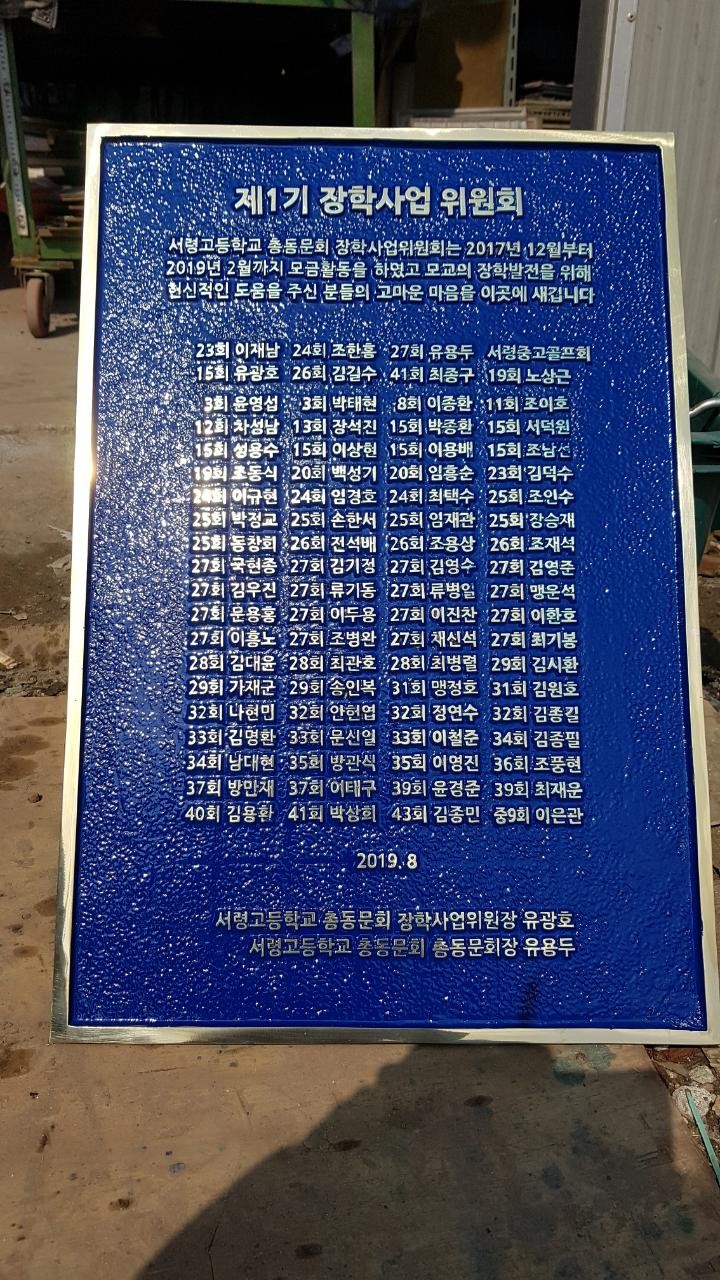 제1기 장학사업 위원회
서령고등학교 총동문회 장학사업위원회는 2017년 12월부터
2019년 2월까지 모금활동을 하였고 모교의 장학발전을 위해
헌신적인 도움을 주신 분들의 고마운 마음을 이곳에 새깁니다
23회 이재남 24회 조한흥 27회 유용두 서령중고골프회
15회 유광호 26회 김길수 41회 최종구 19회 노상근
3회 윤영섭 3회 박태현 8회 이종환 11회 조이호
12회 차성남 13회 장석진 15회 박종환 15회 서덕원
15회 성용수 15회 이상현 15회 이용배 15회 조남선
19회 조동식 20회 백성기 20회 임흥순 23회 김덕수
24회 이규현 24회 임경호 24회 최택수 25회 조인수
25회 박정교 25회 손한서 25회 염재관 25회 장승재
25회 동창회 26회 전석배 26회 조용상 26회 조재석
27회 국현종 27회 김기정 27회 김영수 27회 김영준
27회 김우진 27회 류기동 27회 류병일 27회 맹운석
27회 문용흥 27회 이두용 27회 이진찬 27회 이환호
27회 이흥노 27회 조병완 27회 채신석 27회 최기봉
28회 김대윤 28회 최관호 28회 최병렬 29회 김시환
29회 가재군 29회 송인복 31회 맹정호 31회 김원호
32회 나현민 32회 안헌엽 32회 정연수 32회 김종길
33회 김명환 33회 문신일 33회 이철준 34회 김종필
34회 남대현 35회 방관식 35회 이영진 36회 조풍현
37회 방만재 37회 이태구 39회 윤경준 39회 최재운
40회 김용환 41회 박상희 43회 김종민 중9회 이은관
2019. 8
서령고등학교 총동문회 장학사업위원장 유광호
서령고등학교 총동문회 총동문회장 유용두